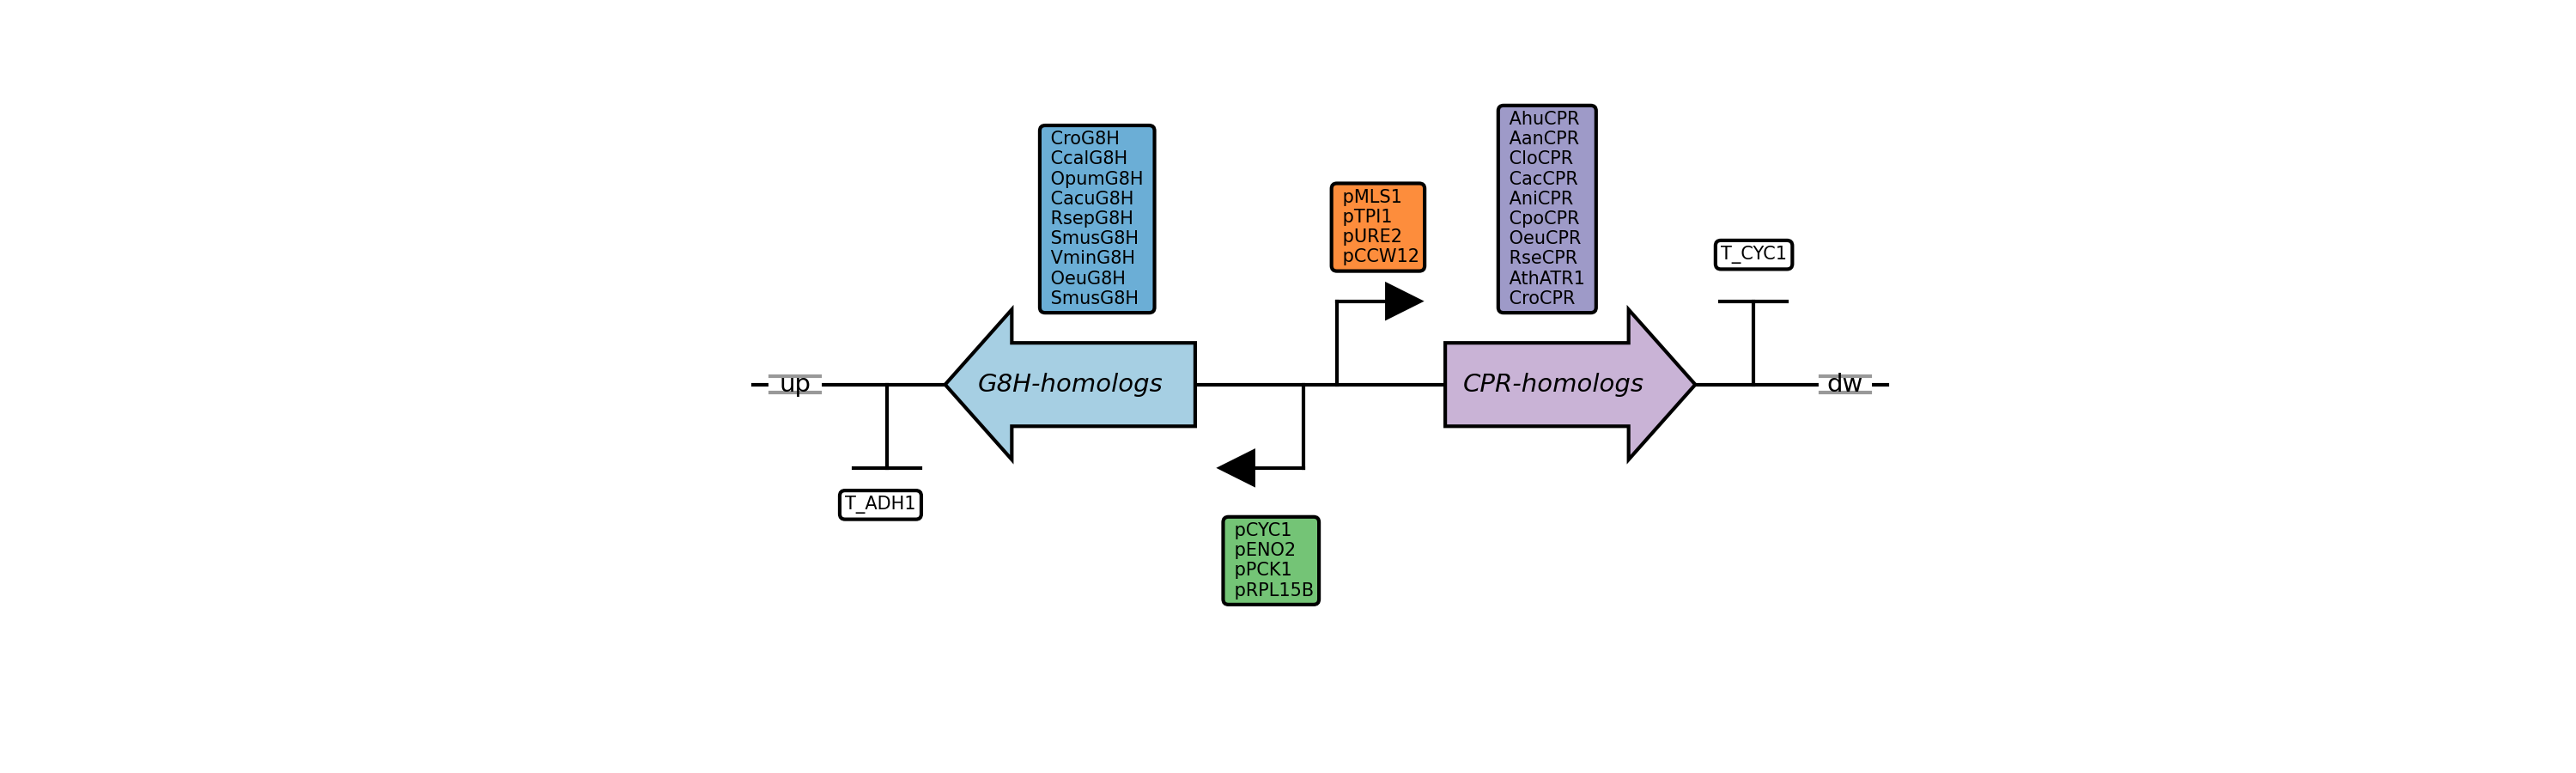 CroG8H
CcalG8H
OpumG8H
CacuG8H
RsepG8H
SmusG8H
VminG8H
OeuG8H
SmusG8H
pMLS1
pTPI1
pURE2
pCCW12
AhuCPR
AanCPR
CloCPR
CacCPR
AniCPR
CpoCPR
OeuCPR
RseCPR
AthATR1
CroCPR
T_CYC1
up
G8H-homologs
CPR-homologs
dw
T_ADH1
pCYC1
pENO2
pPCK1
pRPL15B